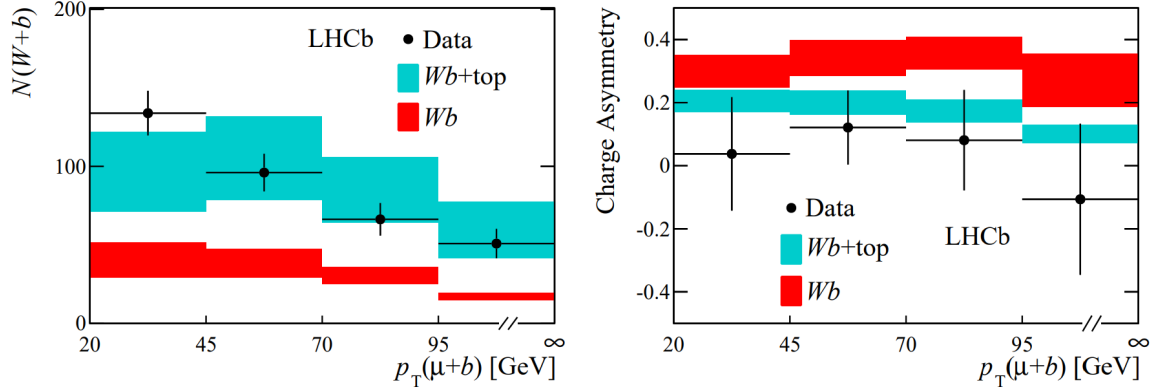 200
100
0
N(W+b)
LHCb
Data
Wb+top
Wb
20 45 70 95 ∞
pT(μ+b) [GeV]
0.4
0.2
0
-0.2
-0.4
Charge Asymmetry
Data
Wb+top
LHCb
Wb
20 45 70 95 ∞
pT(μ+b) [GeV]